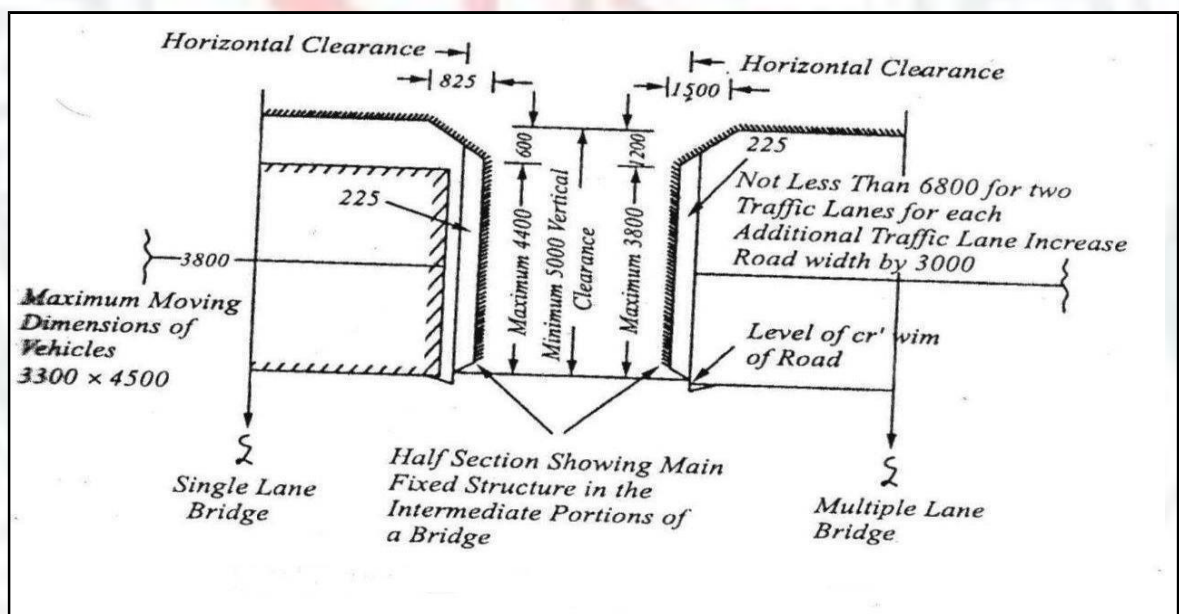 Horizontal Clearance
Horizontal Clearance
825
1500
600
1200
225
225
Maximum 4400
Minimum 5000 Vertical
Clearance
Maximum 3800
Not Less Than 6800 for two
Traffic Lanes for each
Additional Traffic Lane Increase
Road width by 3000
3800
Maximum Moving
Dimensions of
Vehicles
3300 × 4500
Level of cr' wim
of Road
Half Section Showing Main
Fixed Structure in the
Intermediate Portions of
a Bridge
Single Lane
Bridge
Multiple Lane
Bridge